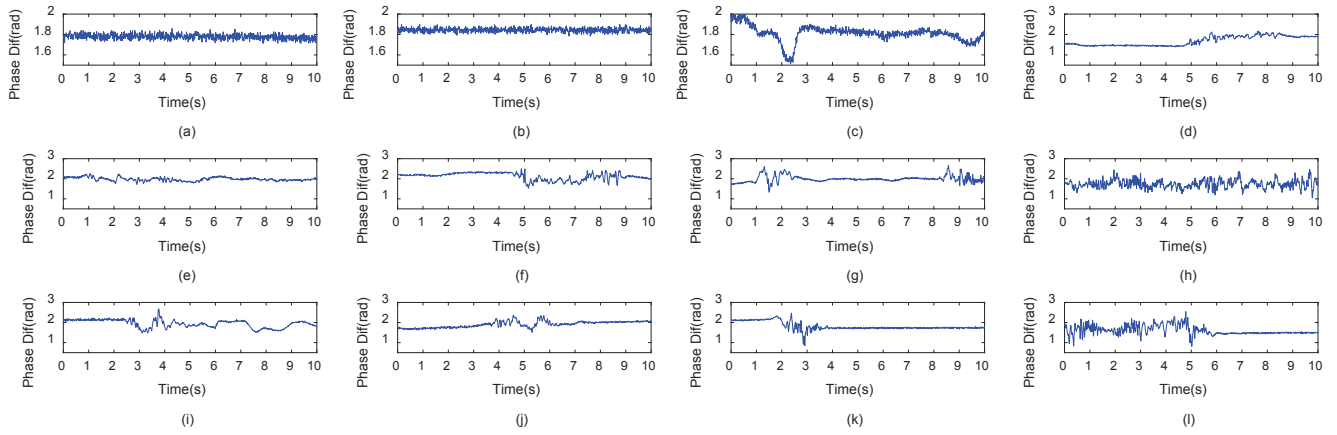 Phase Dif(rad)
2
1.8
1.6
0 1 2 3 4 5 6 7 8 9 10
Time(s)
(a)
Phase Dif(rad)
2
1.8
1.6
0 1 2 3 4 5 6 7 8 9 10
Time(s)
(b)
Phase Dif(rad)
2
1.8
1.6
0 1 2 3 4 5 6 7 8 9 10
Time(s)
(c)
Phase Dif(rad)
3
2
1
0 1 2 3 4 5 6 7 8 9 10
Time(s)
(d)
Phase Dif(rad)
3
2
1
0 1 2 3 4 5 6 7 8 9 10
Time(s)
(e)
Phase Dif(rad)
3
2
1
0 1 2 3 4 5 6 7 8 9 10
Time(s)
(f)
Phase Dif(rad)
3
2
1
0 1 2 3 4 5 6 7 8 9 10
Time(s)
(g)
Phase Dif(rad)
3
2
1
0 1 2 3 4 5 6 7 8 9 10
Time(s)
(h)
Phase Dif(rad)
3
2
1
0 1 2 3 4 5 6 7 8 9 10
Time(s)
(i)
Phase Dif(rad)
3
2
1
0 1 2 3 4 5 6 7 8 9 10
Time(s)
(j)
Phase Dif(rad)
3
2
1
0 1 2 3 4 5 6 7 8 9 10
Time(s)
(k)
Phase Dif(rad)
3
2
1
0 1 2 3 4 5 6 7 8 9 10
Time(s)
(l)